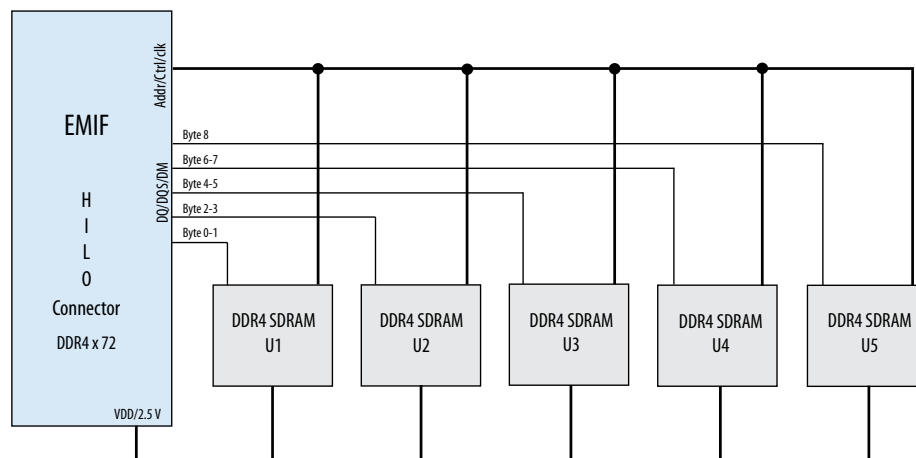 Addr/Ctrl/clk
EMIF
H
I
L
O
Connector
DDR4 x 72
VDD/2.5 V
DQ/DQS/DM
Byte 8
Byte 6-7
Byte 4-5
Byte 2-3
Byte 0-1
DDR4 SDRAM
U1
DDR4 SDRAM
U2
DDR4 SDRAM
U3
DDR4 SDRAM
U4
DDR4 SDRAM
U5